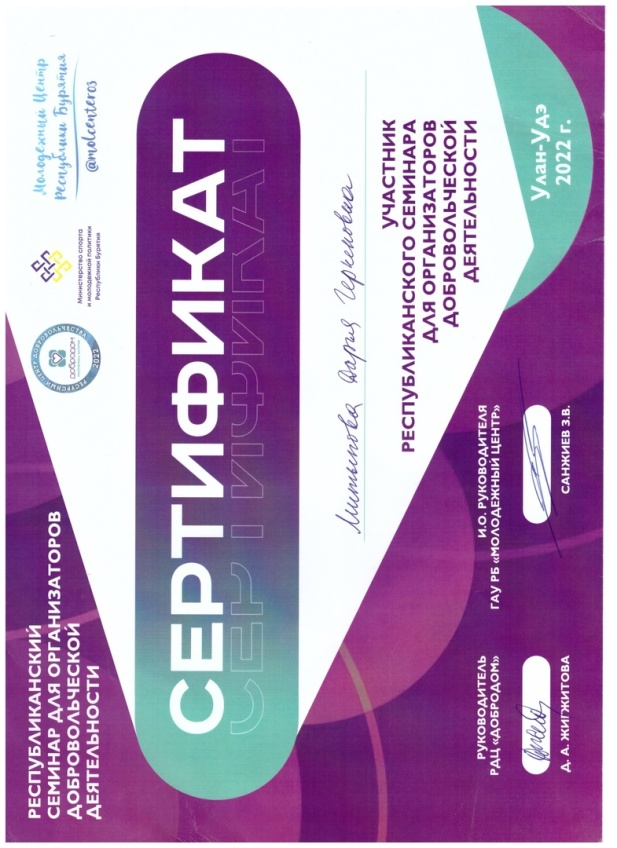 РЕСПУБЛИКАНСКИЙ
СЕМИНАР ДЛЯ ОРГАНИЗАТОРОВ
ДОБРОВОЛЬЧЕСКОЙ
ДЕЯТЕЛЬНОСТИ
РЕСУРСНЫЙ ЦЕНТР ДОБРОВОЛЬЧЕСТВА
ДОБРОДОМ
2022
Министерство спорта
и молодежной политики
Республики Бурятия
Молодежный Центр
Республики Бурятия
@molcenter03
СЕРТИФИКАТ
СЕРТИФИКАТ
Митыпова Дария
УЧАСТНИК
РЕСПУБЛИКАНСКОГО СЕМИНАРА
ДЛЯ ОРГАНИЗАТОРОВ
ДОБРОВОЛЬЧЕСКОЙ
ДЕЯТЕЛЬНОСТИ
РУКОВОДИТЕЛЬ
РДЦ «ДОБРОДОМ»
Д. А. ЖИГЖИТОВА
И.О. РУКОВОДИТЕЛЯ
ГАУ РБ «МОЛОДЕЖНЫЙ ЦЕНТР»
САНЖИЕВ З.В.
Улан-Удэ
2022 г.